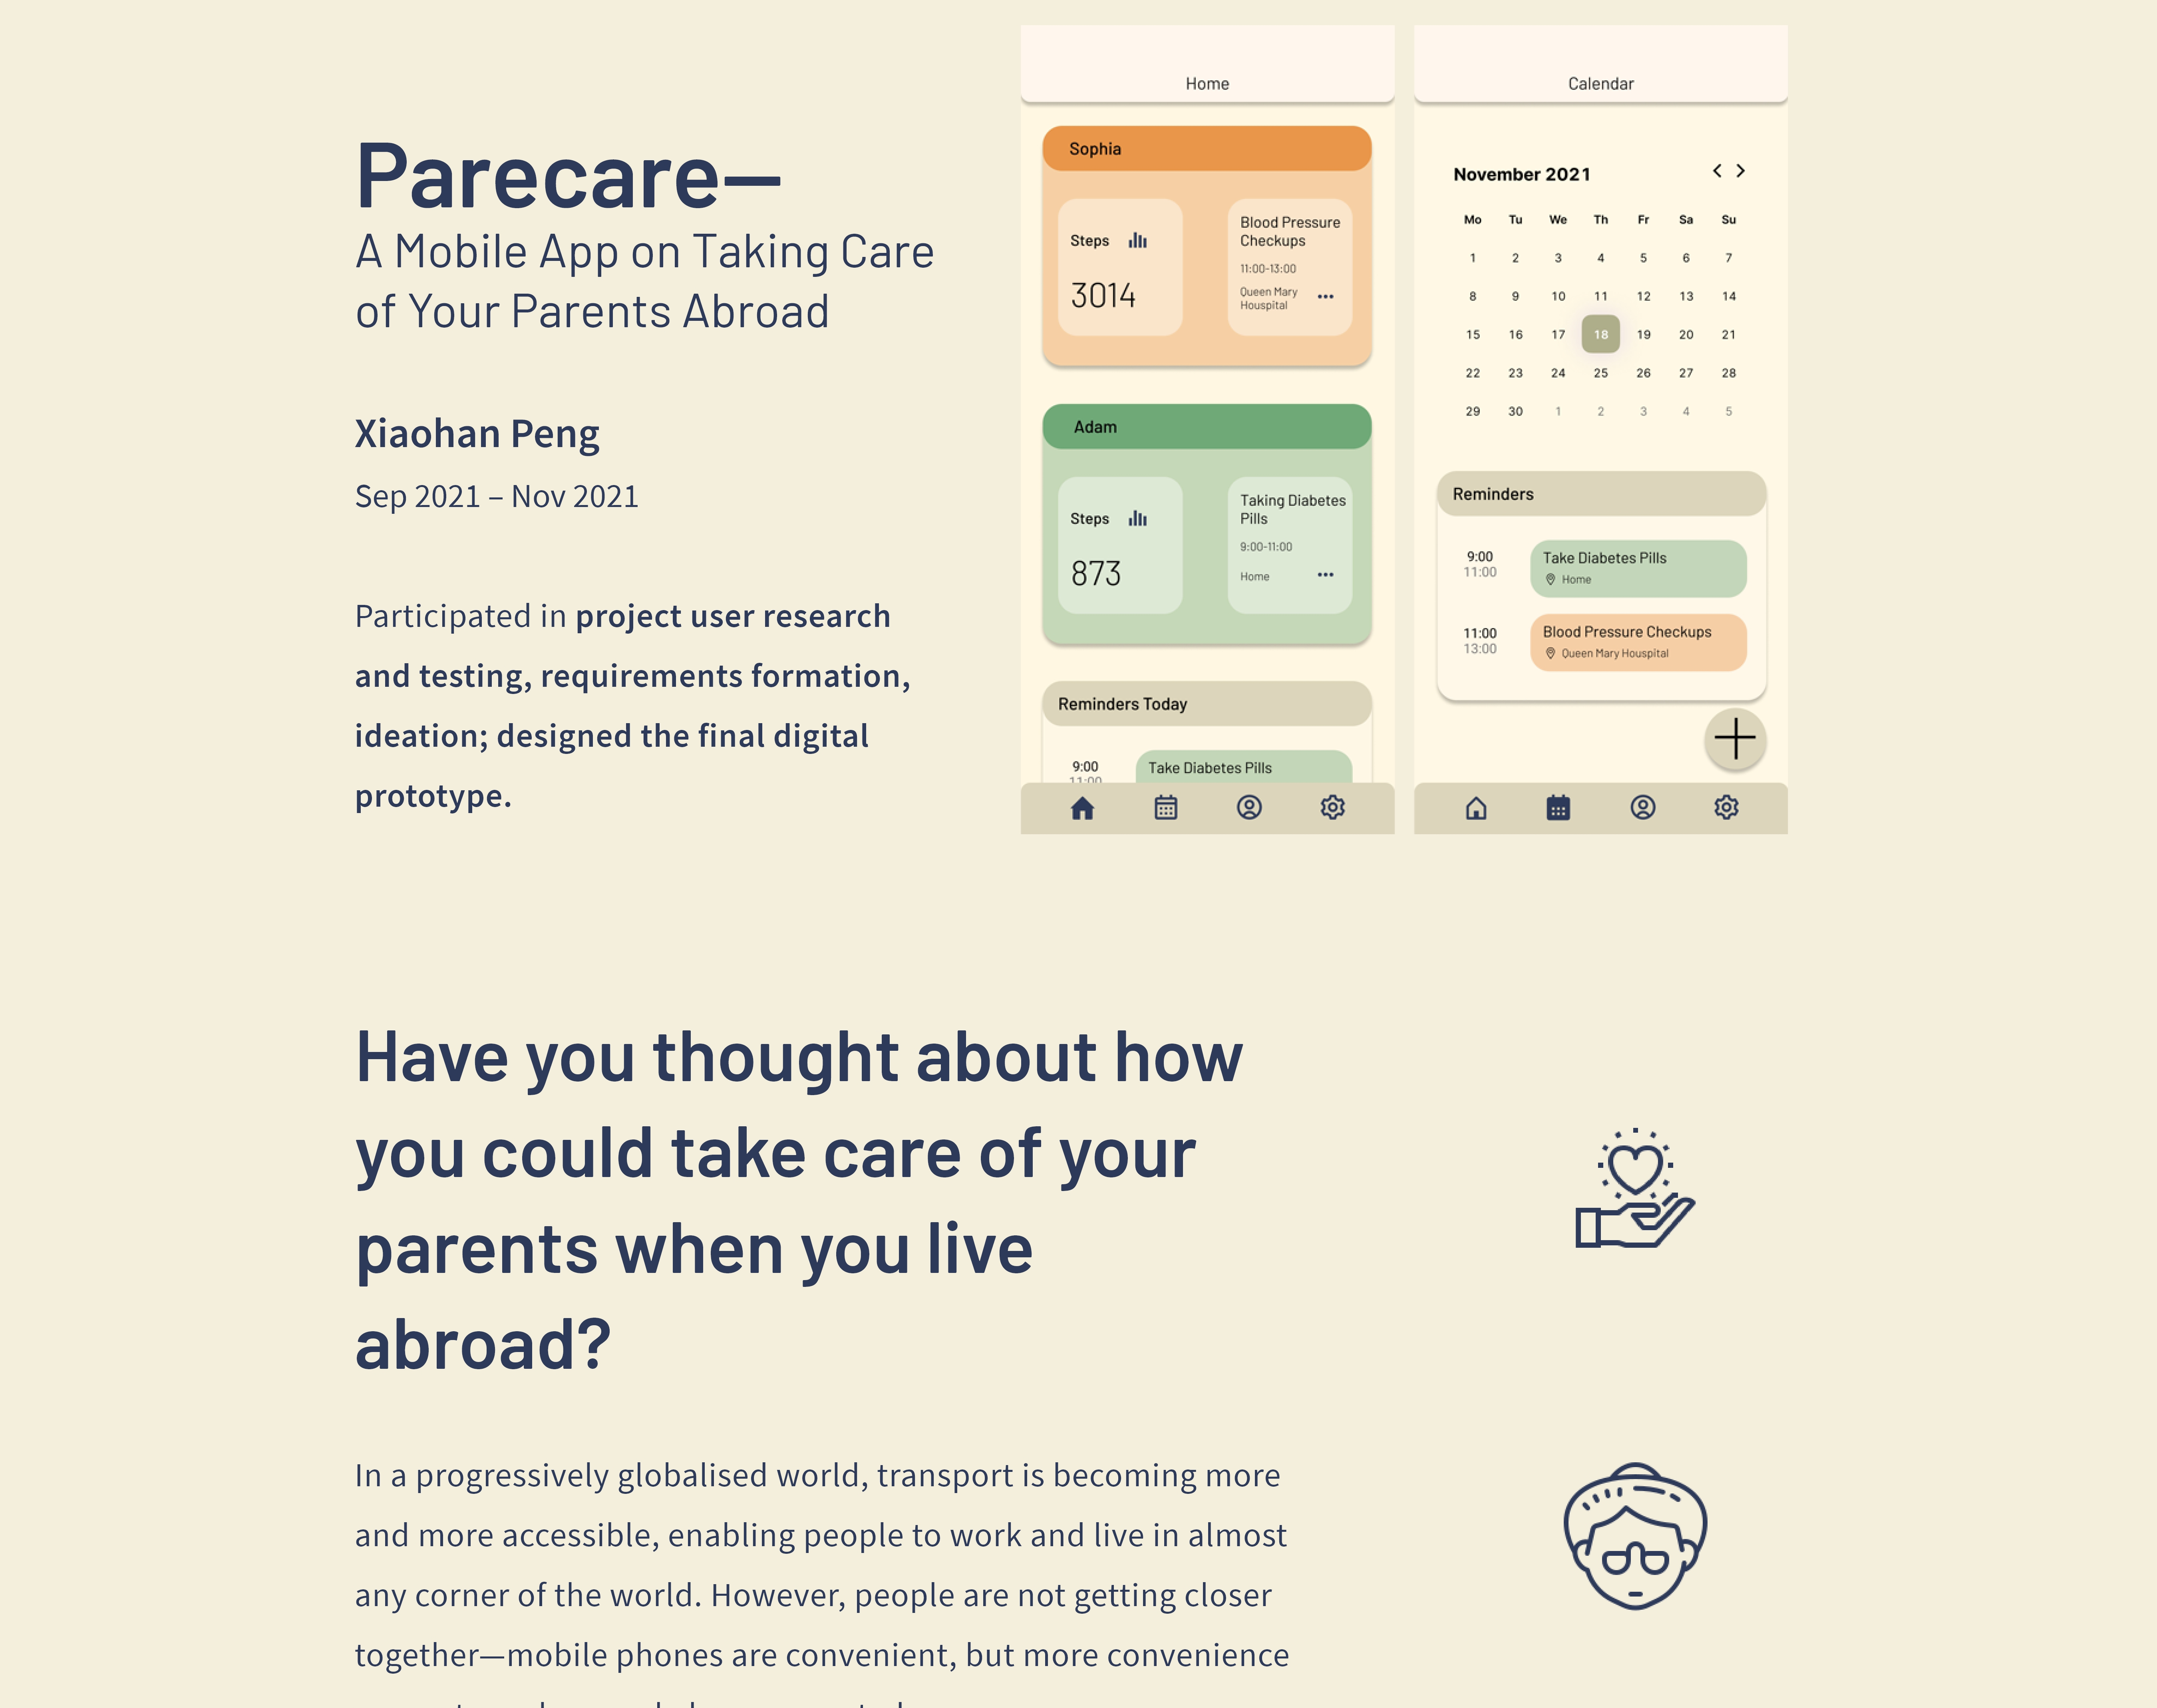 Parecare—
A Mobile App on Taking Care
of Your Parents Abroad
Xiaohan Peng
Sep 2021 – Nov 2021
Participated in project user research
and testing, requirements formation,
ideation; designed the final digital
prototype.
Home
Sophia
Steps
3014
Blood Pressure
Checkups
11:00-13:00
Queen Mary
Houspital
Adam
Steps
873
Taking Diabetes
Pills
9:00-11:00
Home
Reminders Today
9:00
11:00
Take Diabetes Pills
Calendar
November 2021
Mo Tu We Th Fr Sa Su
1 2 3 4 5 6 7
8 9 10 11 12 13 14
15 16 17 18 19 20 21
22 23 24 25 26 27 28
29 30 1 2 3 4 5
Reminders
9:00
11:00
Take Diabetes Pills
Home
11:00
13:00
Blood Pressure Checkups
Queen Mary Houspital
Have you thought about how
you could take care of your
parents when you live
abroad?
In a progressively globalised world, transport is becoming more
and more accessible, enabling people to work and live in almost
any corner of the world. However, people are not getting closer
together—mobile phones are convenient, but more convenience